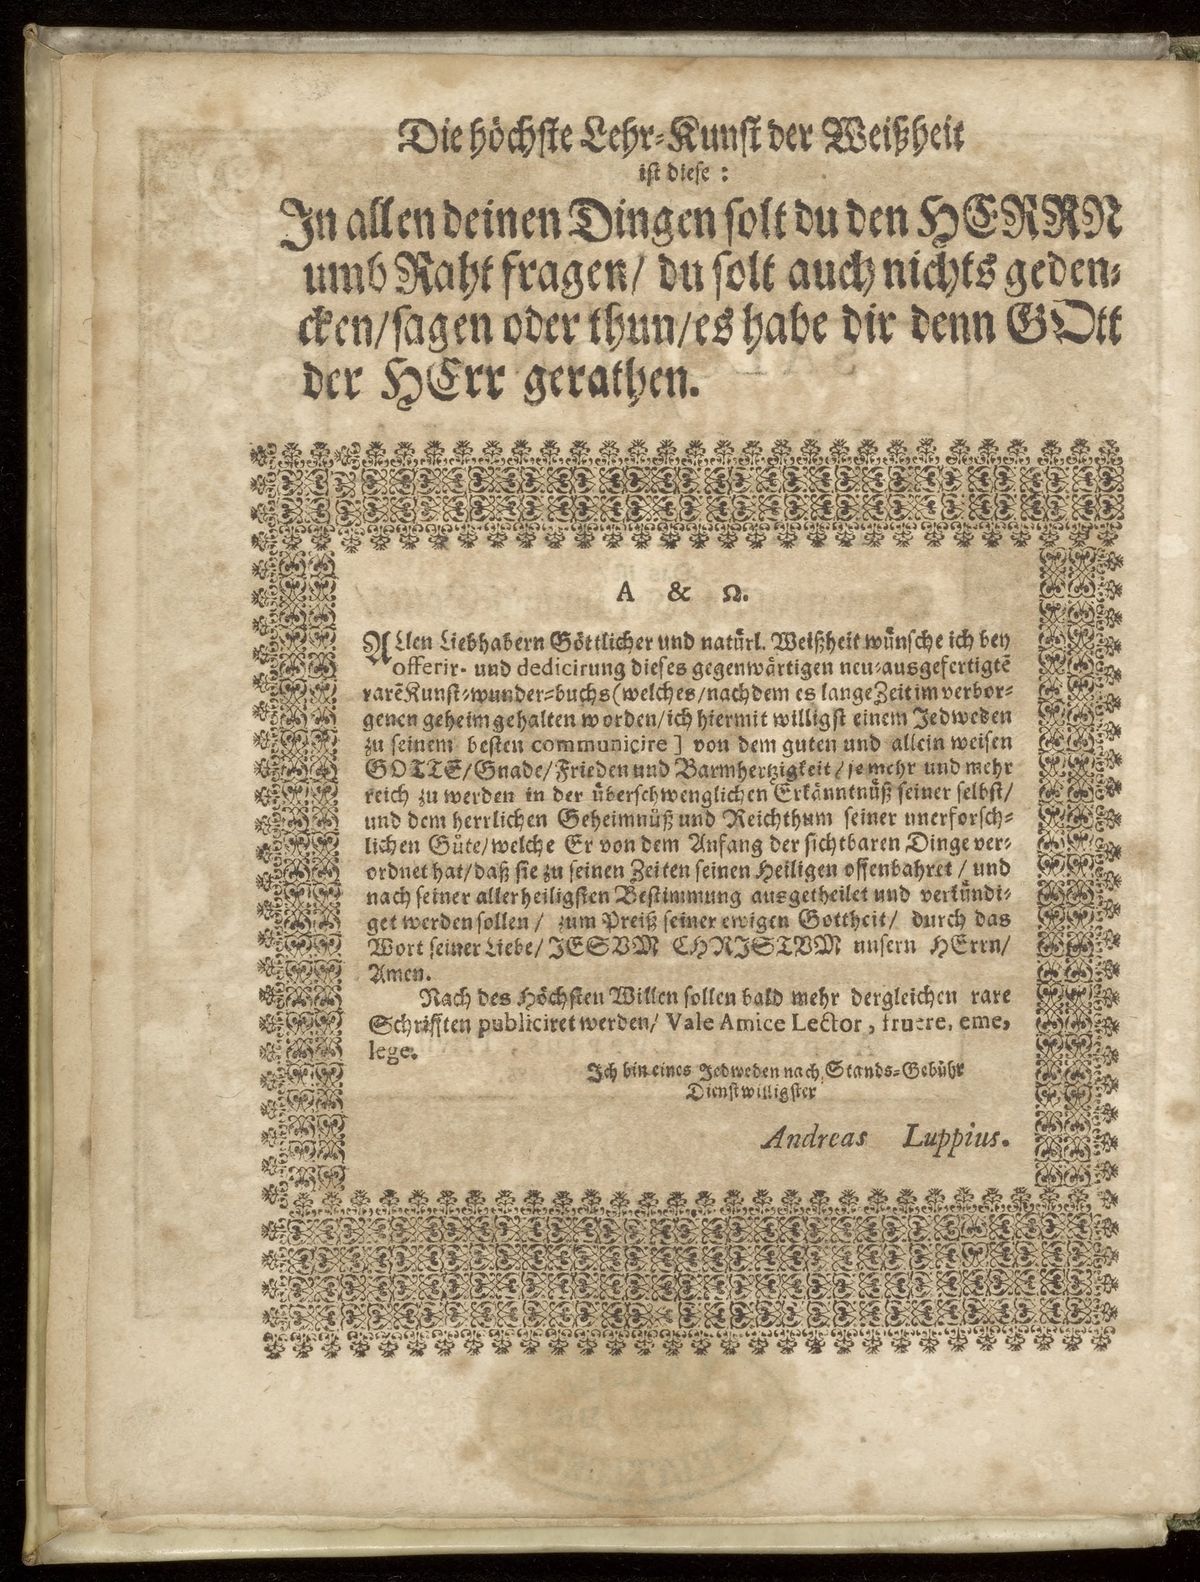 Die höchste Lehr-Kunst der Weißheit
ist diese:
In allen deinen Dingen solt du den HERRN
umb Raht fragen/ du solt auch nichts geden-
cken/sagen oder thun/es habe dir denn GOtt
der HErr gerathen.
A & Ω.
ALlen Liebhabern Göttlicher und natürl. Weißheit wünsche ich bey
offerir- und dedicirung dieses gegenwärtigen neu-ausgefertigtē
rarē Kunst-wunder-buchs (welches/nachdem es lange Zeit im verbor-
genen geheim gehalten worden/ich hiermit willigst einem Jedweden
zu seinem besten communicire ] von dem guten und allein weisen
GOTTE/Gnade/Frieden und Barmhertzigkeit/je mehr und mehr
reich zu werden in der überschwenglichen Erkänntnüß seiner selbst/
und dem herrlichen Geheimnüß und Reichthum seiner unerforsch-
lichen Güte/welche Er von dem Anfang der sichtbaren Dinge ver-
ordnet hat/daß sie zu seinen Zeiten seinen Heiligen offenbahret/und
nach seiner allerheiligsten Bestimmung ausgetheilet und verkündi-
get werden sollen/ zum Preiß seiner ewigen Gottheit/ durch das
Wort seiner Liebe/ JESVM CHRISTVM unsern HErrn/
Amen.
Nach des Höchsten Willen sollen bald mehr dergleichen rare
Schrifften publiciret werden/ Vale Amice Lector, fruere, eme,
lege.
Ich bin eines Jedweden nach Stands-Gebühr
Dienstwilligster
Andreas Luppius.